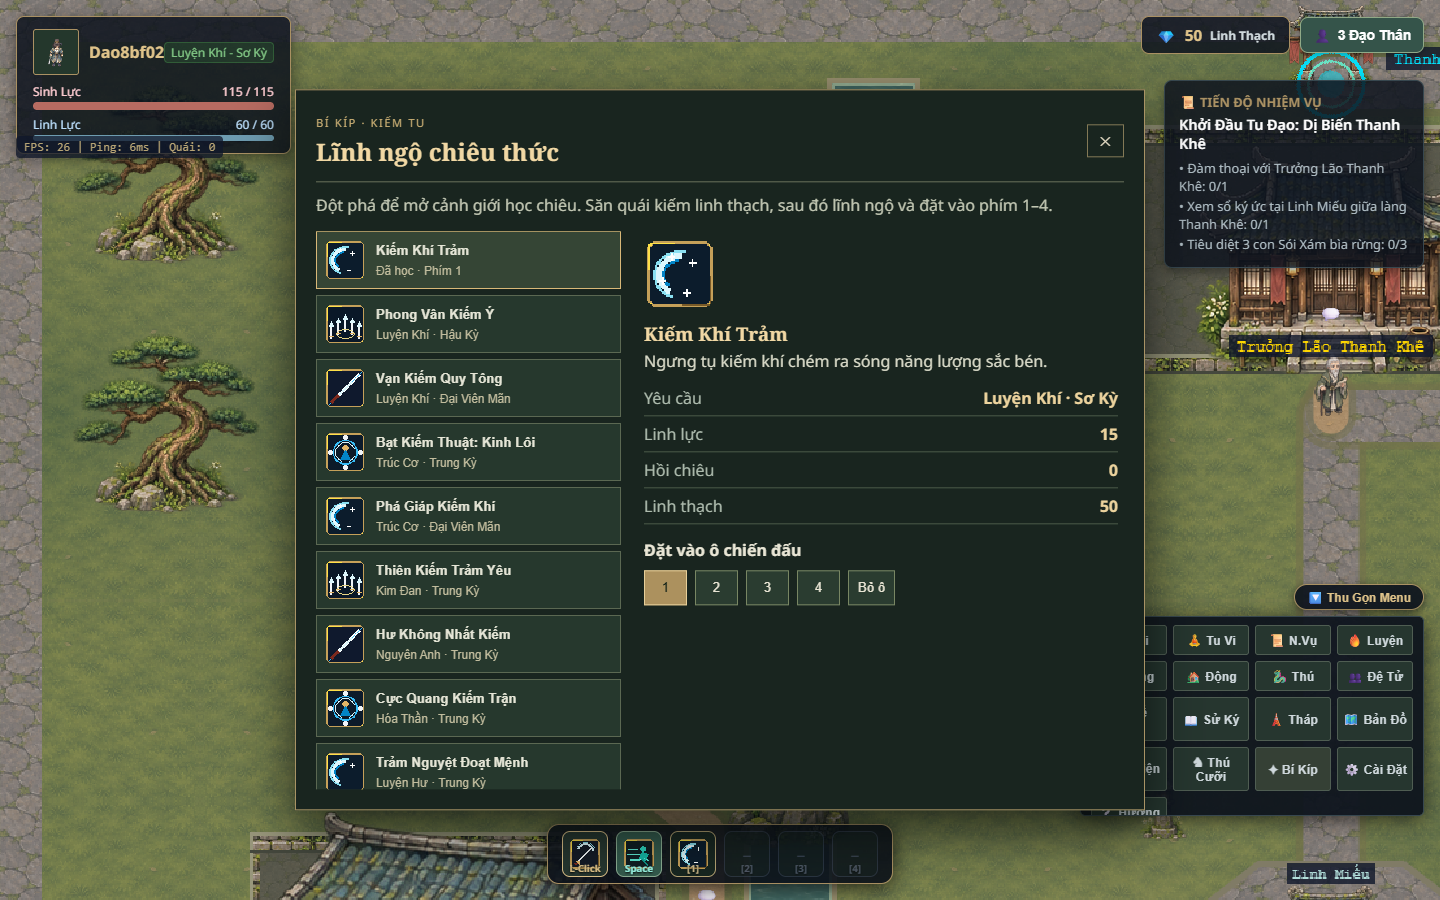 Dao8bf02 Luyện Khí - Sơ Kỳ
Sinh Lực 115 / 115
Linh Lực 60 / 60
FPS: 26 | Ping: 6ms | Quái: 0
50 Linh Thạch
3 Đạo Thân
Thanh
TIẾN ĐỘ NHIỆM VỤ
Khởi Đầu Tu Đạo: Dị Biến Thanh
Khê
• Đàm thoại với Trưởng Lão Thanh
Khê: 0/1
• Xem sổ ký ức tại Linh Miếu giữa làng
Thanh Khê: 0/1
• Tiêu diệt 3 con Sói Xám bìa rừng: 0/3
Trưởng Lão Thanh Khê
BÍ KÍP · KIẾM TU
Lĩnh ngộ chiêu thức
×
Đột phá để mở cảnh giới học chiêu. Săn quái kiếm linh thạch, sau đó lĩnh ngộ và đặt vào phím 1–4.
Kiếm Khí Trảm
Đã học · Phím 1
Phong Vân Kiếm Ý
Luyện Khí · Hậu Kỳ
Vạn Kiếm Quy Tông
Luyện Khí · Đại Viên Mãn
Bạt Kiếm Thuật: Kinh Lôi
Trúc Cơ · Trung Kỳ
Phá Giáp Kiếm Khí
Trúc Cơ · Đại Viên Mãn
Thiên Kiếm Trảm Yêu
Kim Đan · Trung Kỳ
Hư Không Nhất Kiếm
Nguyên Anh · Trung Kỳ
Cực Quang Kiếm Trận
Hóa Thần · Trung Kỳ
Trảm Nguyệt Đoạt Mệnh
Luyện Hư · Trung Kỳ
Kiếm Khí Trảm
Ngưng tụ kiếm khí chém ra sóng năng lượng sắc bén.
Yêu cầu Luyện Khí · Sơ Kỳ
Linh lực 15
Hồi chiêu 0
Linh thạch 50
Đặt vào ô chiến đấu
1 2 3 4 Bỏ ô
Thu Gọn Menu
Tu Vi N.Vụ Luyện
Động Thú Đệ Tử
Sử Ký Tháp Bản Đồ
Thú
Cưỡi Bí Kíp Cài Đặt
L-Click Space [1] [2] [3] [4]
Linh Miếu